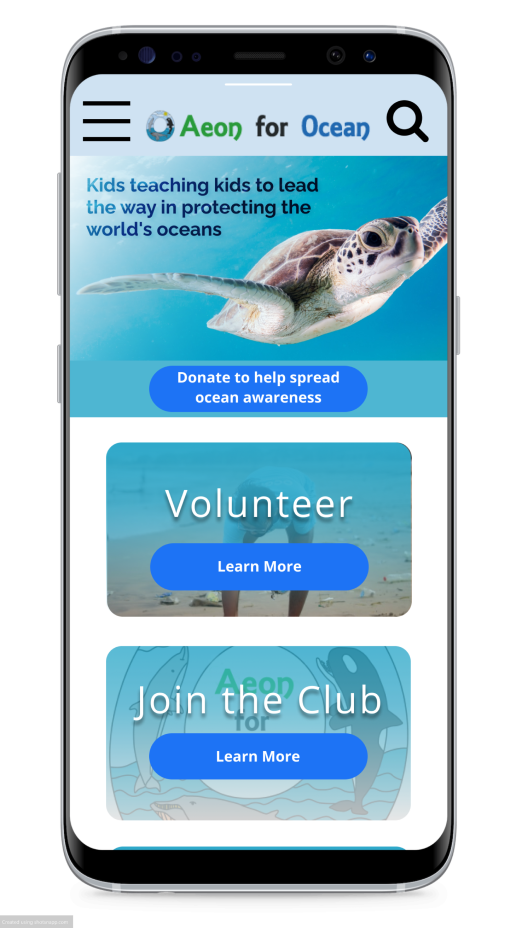 Aeon for Ocean
Kids teaching kids to lead
the way in protecting the
world's oceans
Donate to help spread
ocean awareness
Volunteer
Learn More
Aeon
for
Join the Club
Learn More